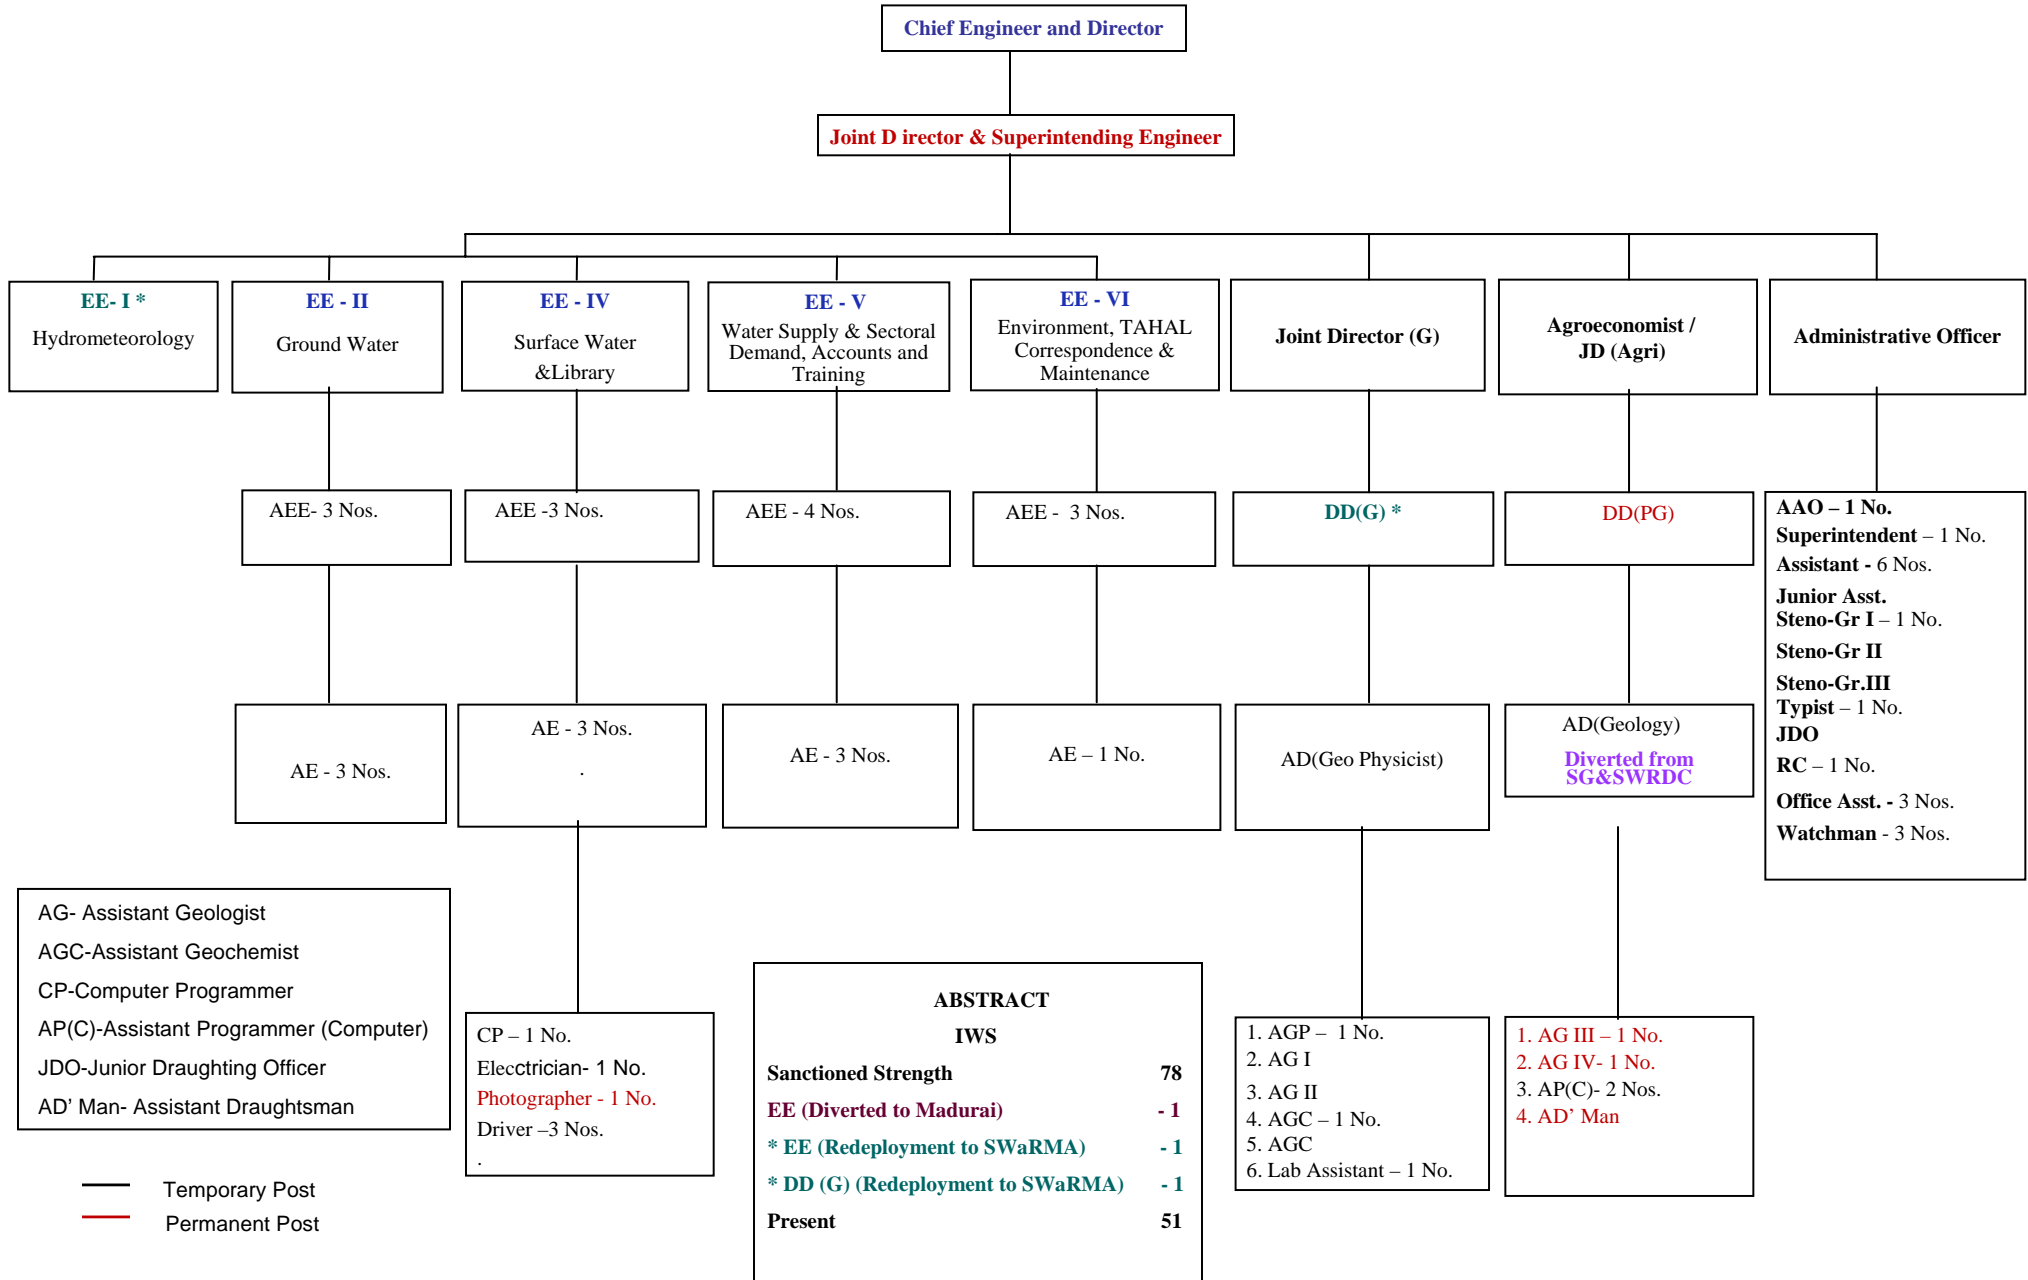 Chief Engineer and Director
Joint D irector & Superintending Engineer
EE- I *
Hydrometeorology
EE - II
Ground Water
EE - IV
Surface Water
&Library
EE - V
Water Supply & Sectoral
Demand, Accounts and
Training
EE - VI
Environment, TAHAL
Correspondence &
Maintenance
Joint Director (G)
Agroeconomist /
JD (Agri)
Administrative Officer
AEE- 3 Nos.
AEE -3 Nos.
AEE - 4 Nos.
AEE -  3 Nos.
DD(G) *
DD(PG)
AAO – 1 No.
Superintendent – 1 No.
Assistant - 6 Nos.
Junior Asst.
Steno-Gr I – 1 No.
Steno-Gr II
Steno-Gr.III
Typist – 1 No.
JDO
RC – 1 No.
Office Asst. - 3 Nos.
Watchman - 3 Nos.
AE - 3 Nos.
AE - 3 Nos.
.
AE - 3 Nos.
AE – 1 No.
AD(Geo Physicist)
AD(Geology)
Diverted from
SG&SWRDC
AG- Assistant Geologist
AGC-Assistant Geochemist
CP-Computer Programmer
AP(C)-Assistant Programmer (Computer)
JDO-Junior Draughting Officer
AD’ Man- Assistant Draughtsman
Temporary Post
Permanent Post
CP – 1 No.
Elecctrician- 1 No.
Photographer - 1 No.
Driver –3 Nos.
.
ABSTRACT
IWS
Sanctioned Strength 78
EE (Diverted to Madurai) - 1
* EE (Redeployment to SWaRMA) - 1
* DD (G) (Redeployment to SWaRMA) - 1
Present 51
1. AGP –  1 No.
2. AG I
3. AG II
4. AGC – 1 No.
5. AGC
6. Lab Assistant – 1 No.
1. AG III – 1 No.
2. AG IV- 1 No.
3. AP(C)- 2 Nos.
4. AD’ Man